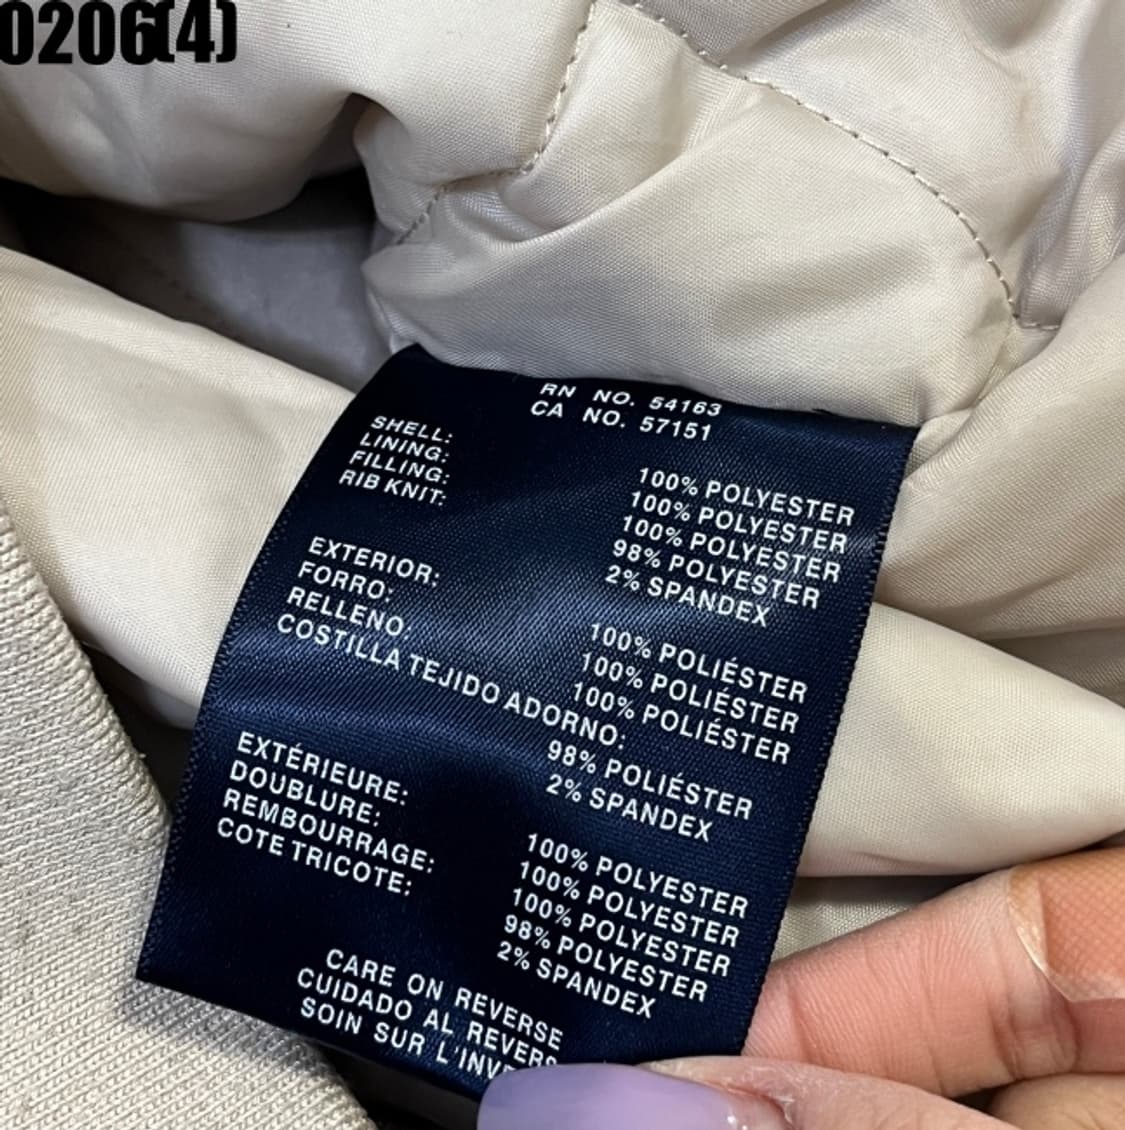 0206(4)
RN NO. 54163
CA NO. 57151
SHELL: 100% POLYESTER
LINING: 100% POLYESTER
FILLING: 100% POLYESTER
RIB KNIT: 98% POLYESTER
2% SPANDEX
EXTERIOR: 100% POLIÉSTER
FORRO: 100% POLIÉSTER
RELLENO: 100% POLIÉSTER
COSTILLA TEJIDO ADORNO:
98% POLIÉSTER
2% SPANDEX
EXTÉRIEURE: 100% POLYESTER
DOUBLURE: 100% POLYESTER
REMBOURRAGE: 100% POLYESTER
COTE TRICOTE: 98% POLYESTER
2% SPANDEX
CARE ON REVERSE
CUIDADO AL REVERS
SOIN SUR L'INVE